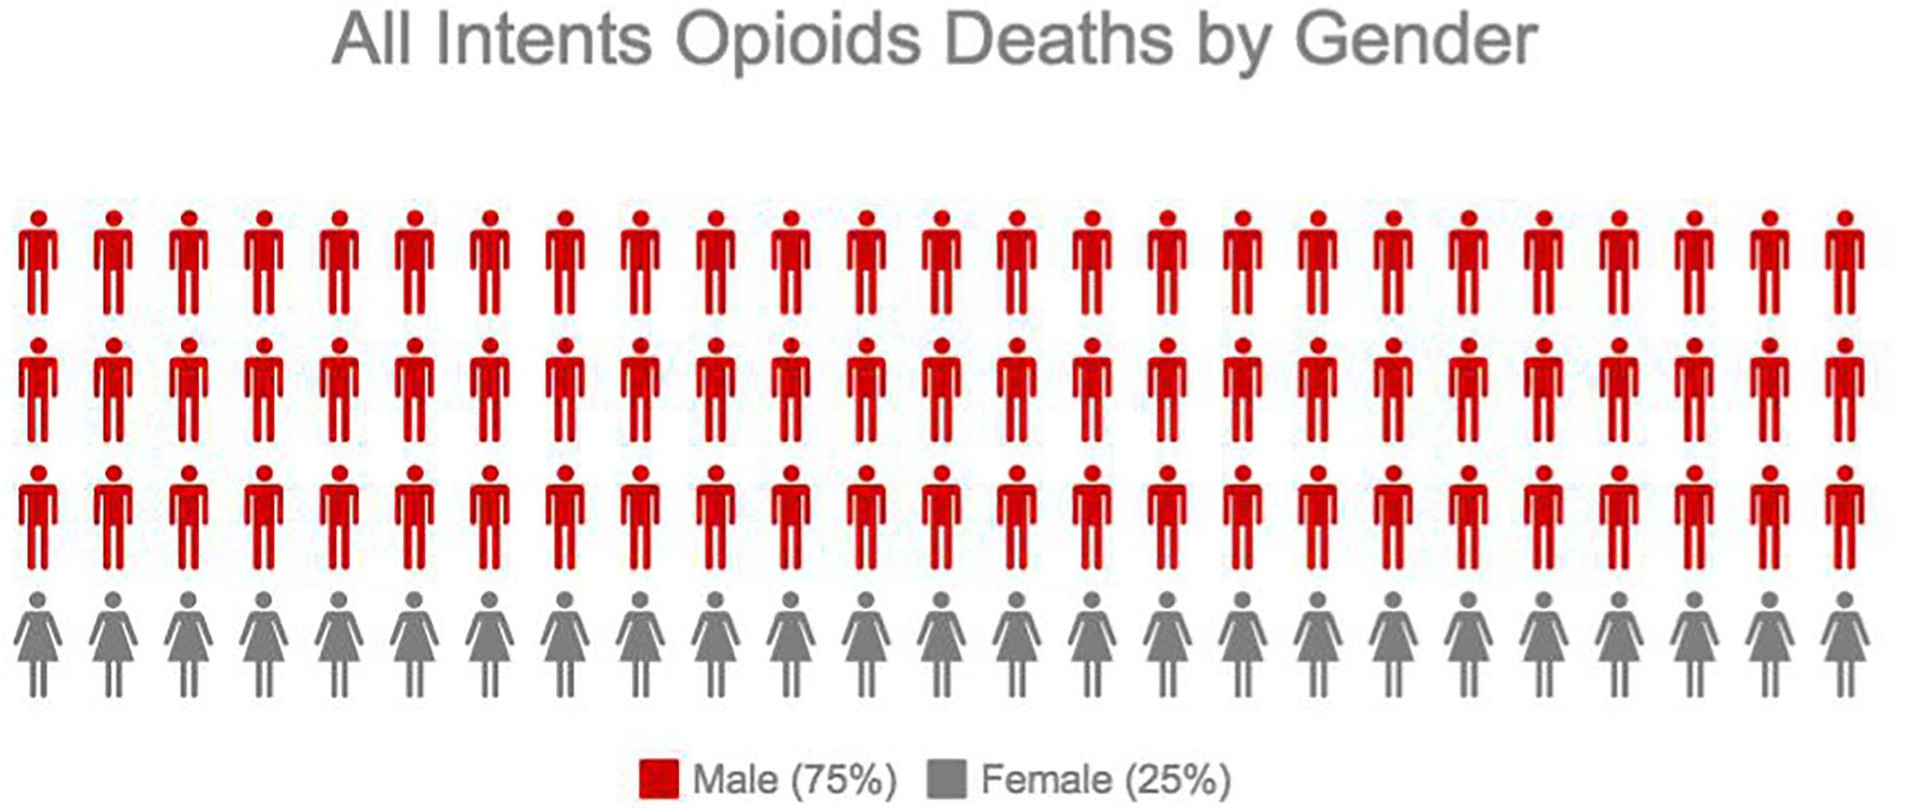 All Intents Opioids Deaths by Gender
Male (75%) Female (25%)